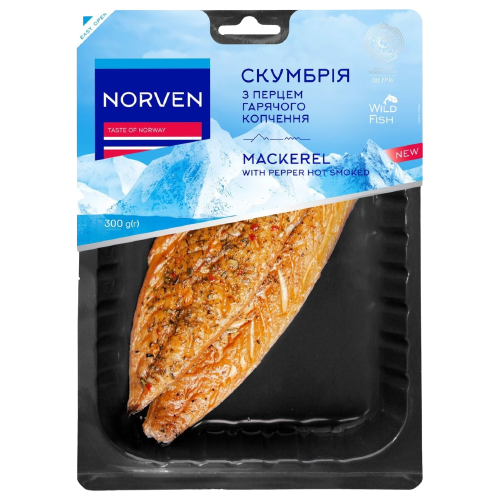 EASY OPEN
NORVEN
TASTE OF NORWAY
СКУМБРІЯ
З ПЕРЦЕМ
ГАРЯЧОГО
КОПЧЕННЯ
MACKEREL
WITH PEPPER HOT SMOKED
WILD
FISH
NEW
300 g(г)